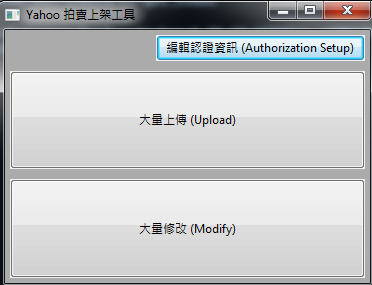 Yahoo 拍賣上架工具
編輯認證資訊 (Authorization Setup)
大量上傳 (Upload)
大量修改 (Modify)